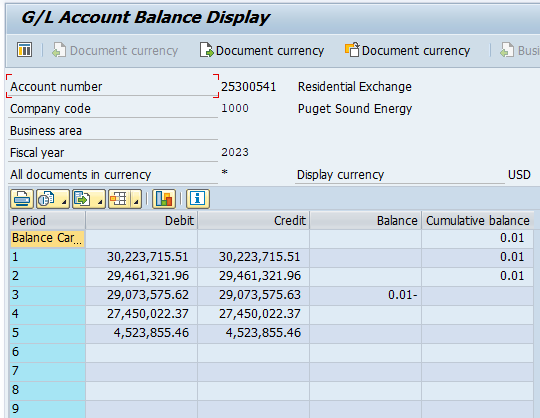 G/L Account Balance Display
Document currency Document currency Document currency Busi
Account number 25300541 Residential Exchange
Company code 1000 Puget Sound Energy
Business area
Fiscal year 2023
All documents in currency * Display currency USD
Period Debit Credit Balance Cumulative balance
Balance Car... 0.01
1 30,223,715.51 30,223,715.51 0.01
2 29,461,321.96 29,461,321.96 0.01
3 29,073,575.62 29,073,575.63 0.01-
4 27,450,022.37 27,450,022.37
5 4,523,855.46 4,523,855.46
6
7
8
9